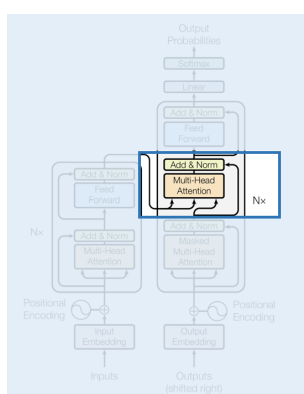 Output
Probabilities
Softmax
Linear
Add & Norm
Feed
Forward
Add & Norm
Multi-Head
Attention
Nx
Add & Norm
Masked
Multi-Head
Attention
Add & Norm
Feed
Forward
Nx
Add & Norm
Multi-Head
Attention
Positional
Encoding
Positional
Encoding
Input
Embedding
Output
Embedding
Inputs
Outputs
(shifted right)